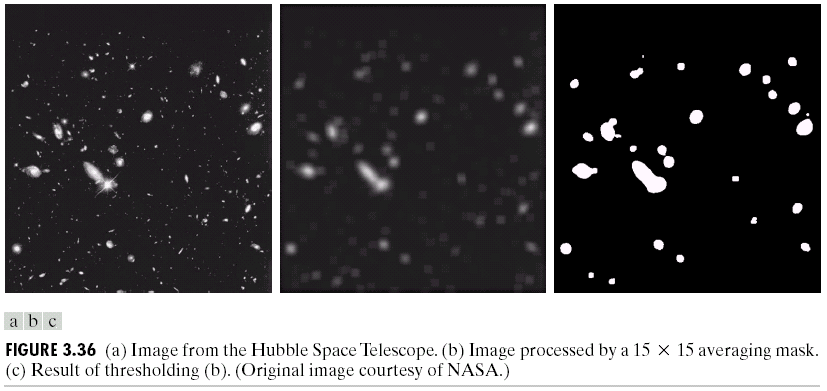 a b c
FIGURE 3.36 (a) Image from the Hubble Space Telescope. (b) Image processed by a 15 × 15 averaging mask.
(c) Result of thresholding (b). (Original image courtesy of NASA.)